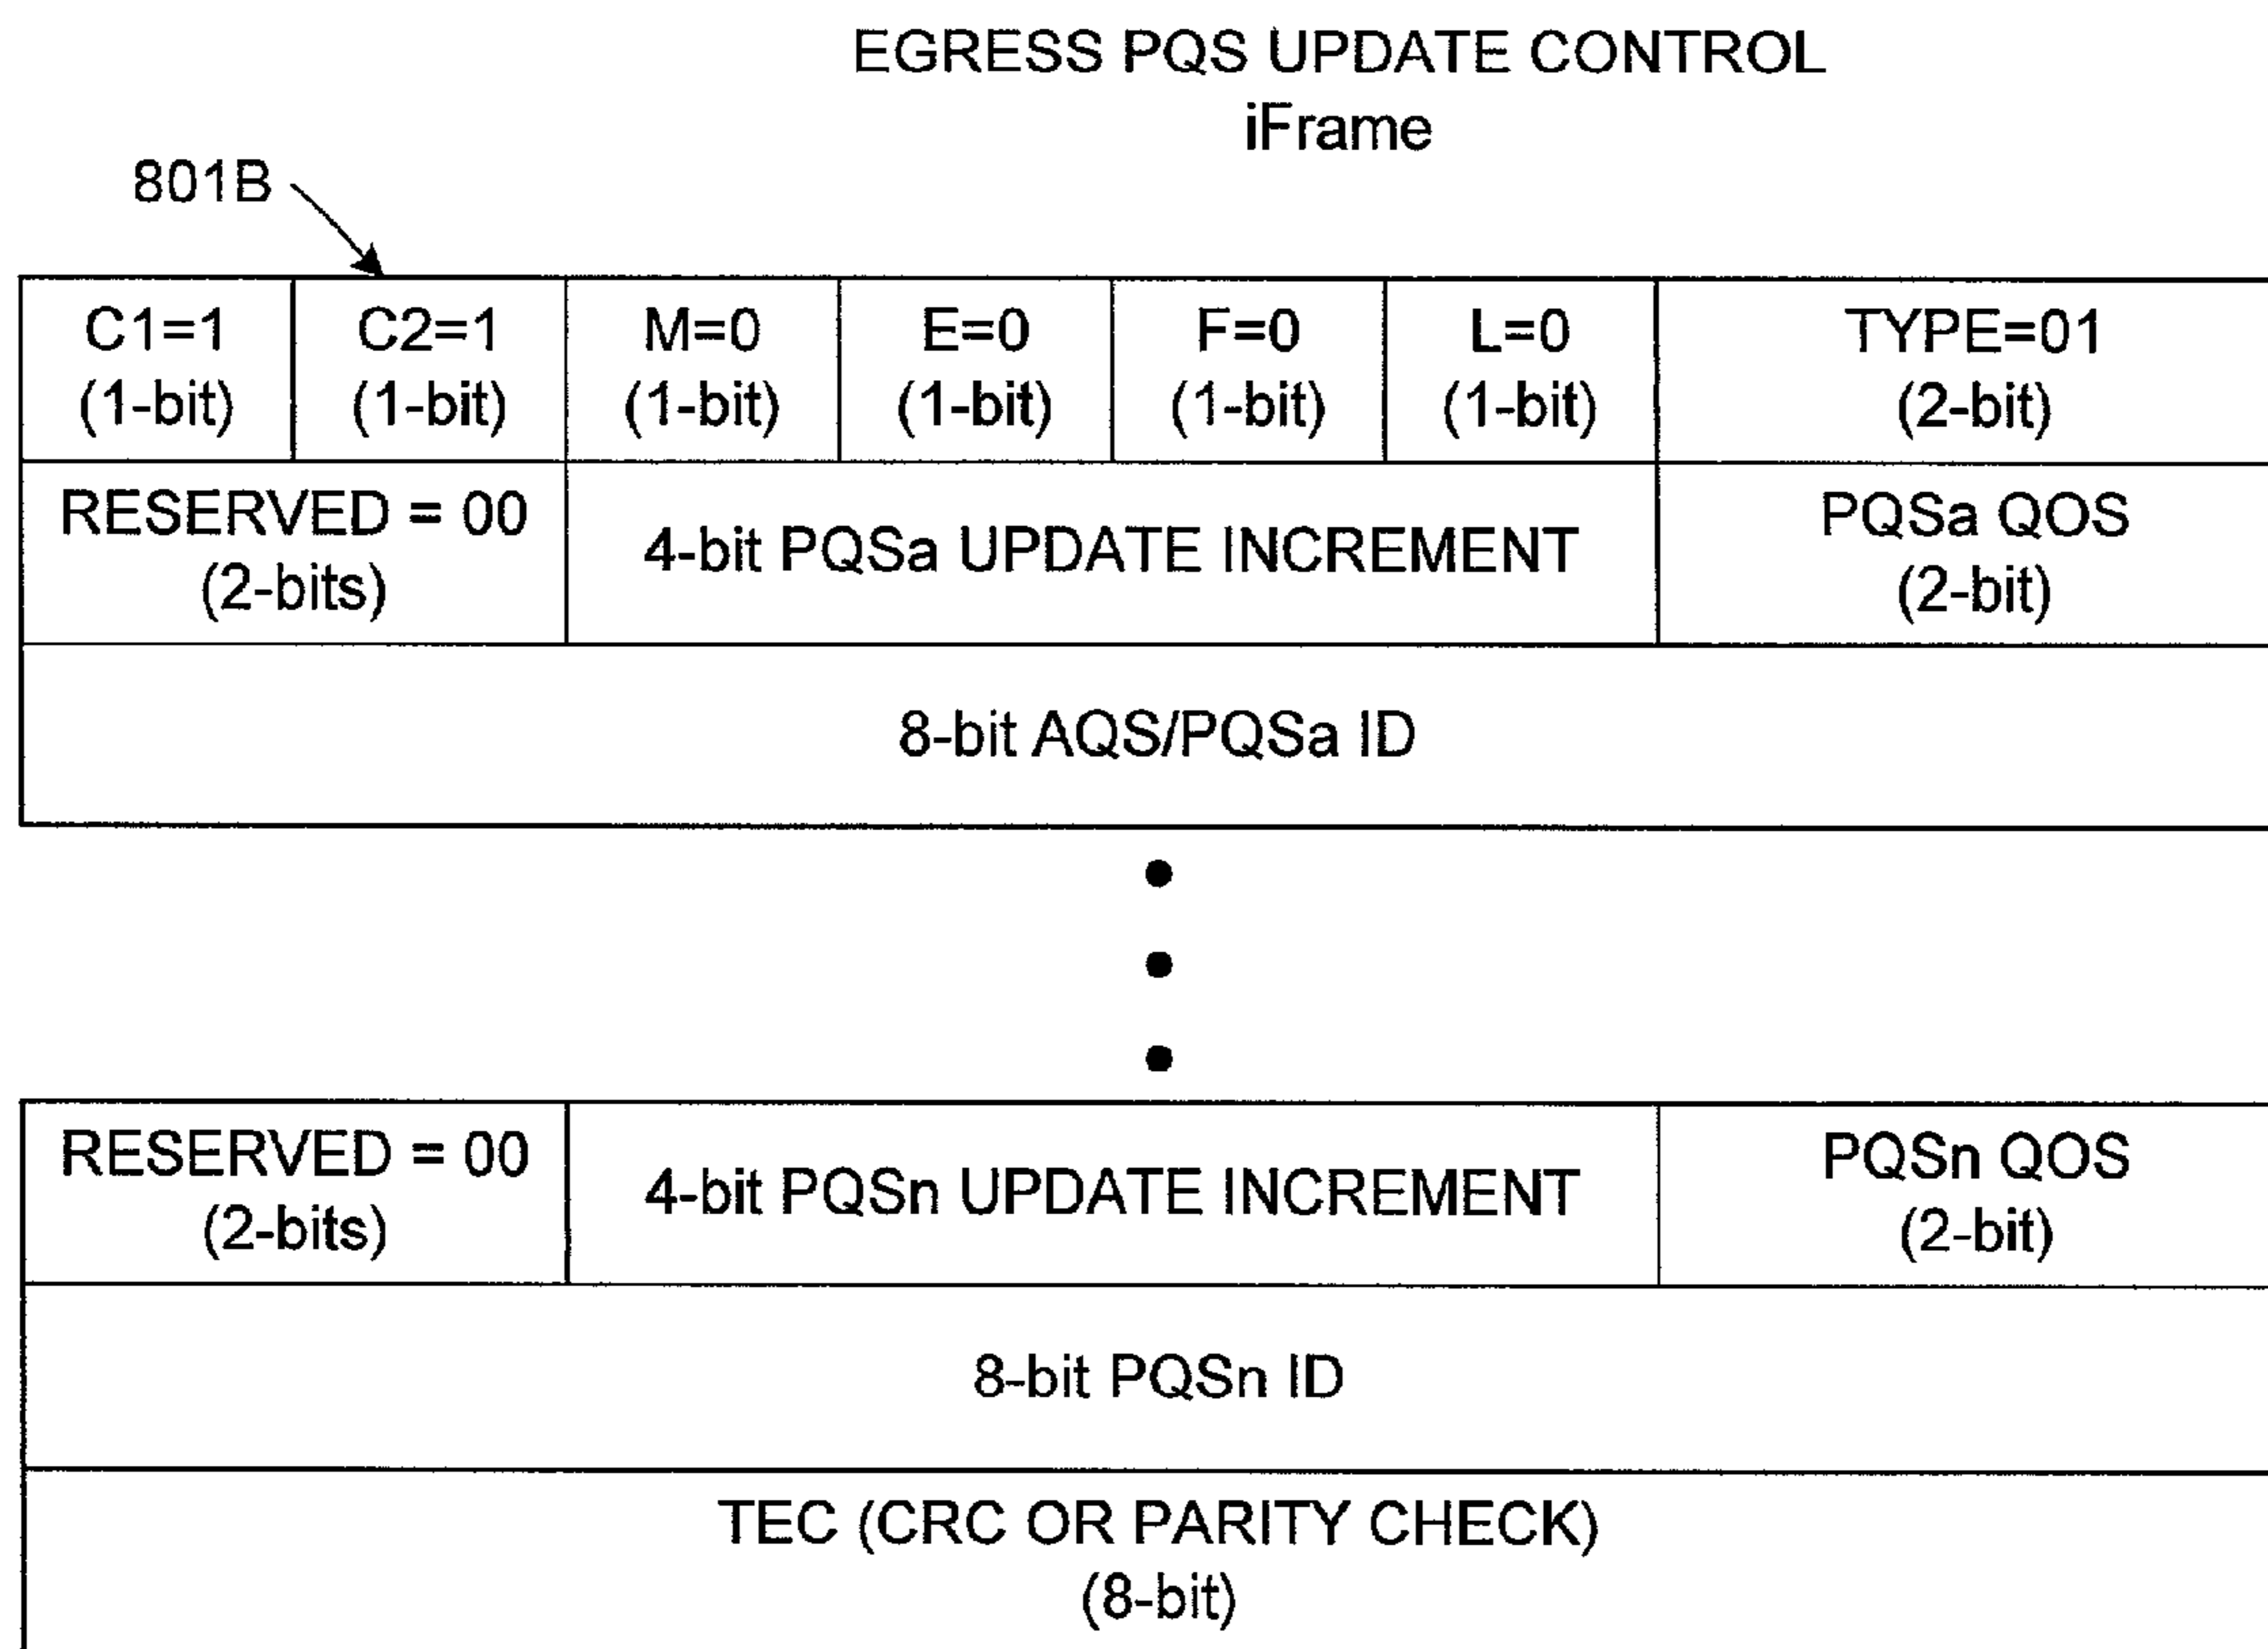 EGRESS PQS UPDATE CONTROL
iFrame
801B
C1=1 C2=1 M=0 E=0 F=0 L=0 TYPE=01
(1-bit) (1-bit) (1-bit) (1-bit) (1-bit) (1-bit) (2-bit)
RESERVED = 00
(2-bits)
4-bit PQSa UPDATE INCREMENT
PQSa QOS
(2-bit)
8-bit AQS/PQSa ID
RESERVED = 00
(2-bits)
4-bit PQSn UPDATE INCREMENT
PQSn QOS
(2-bit)
8-bit PQSn ID
TEC (CRC OR PARITY CHECK)
(8-bit)